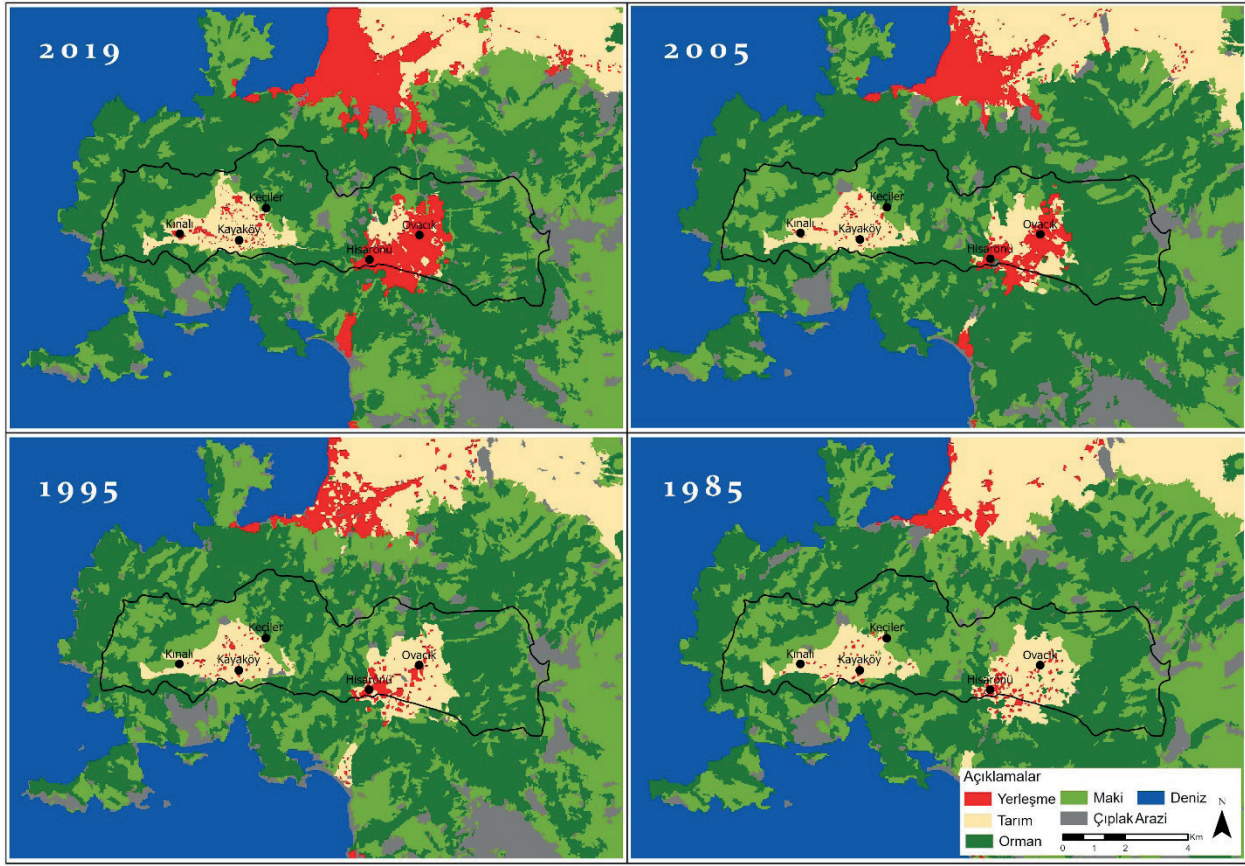 2019
Keçiler
Kınalı
Kayaköy
Ovacık
Hisarönü
2005
Keçiler
Kınalı
Kayaköy
Ovacık
Hisarönü
1995
Keçiler
Kınalı
Kayaköy
Ovacık
Hisarönü
1985
Keçiler
Kınalı
Kayaköy
Ovacık
Hisarönü
Açıklamalar
Yerleşme Maki Deniz N
Tarım Çıplak Arazi
Orman 0 1 2 4 Km